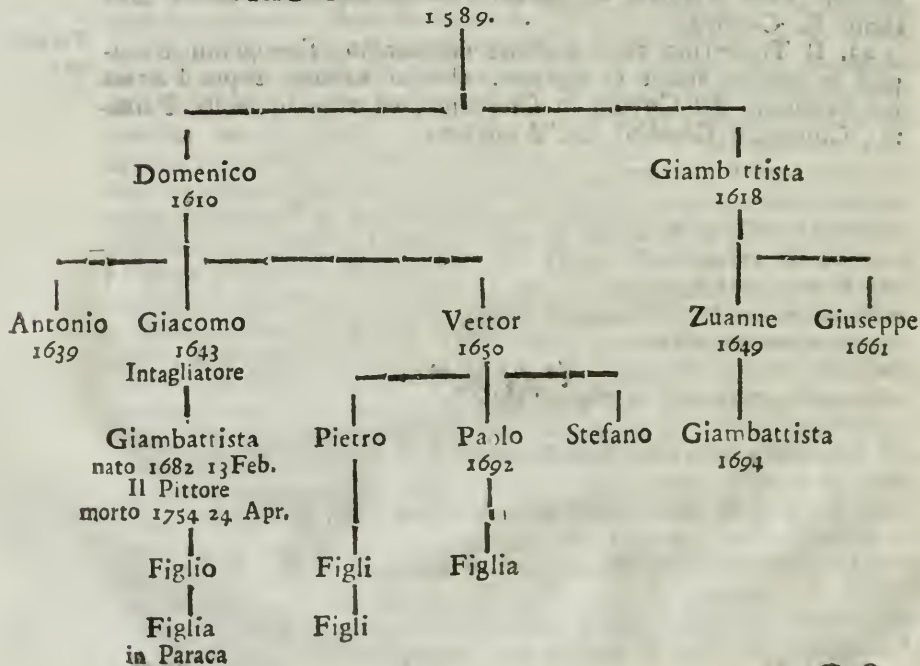 1589.
Domenico Giamb ttista
1610 1618
Antonio Giacomo Vettor Zuanne Giuseppe
1639 1643 1650 1649 1661
Intagliatore
Giambattista Pietro Paolo Stefano Giambattista
nato 1682 13 Feb. 1692 1694
Il Pittore
morto 1754 24 Apr.
Figlio Figli Figlia
Figlia Figli
in Paraca